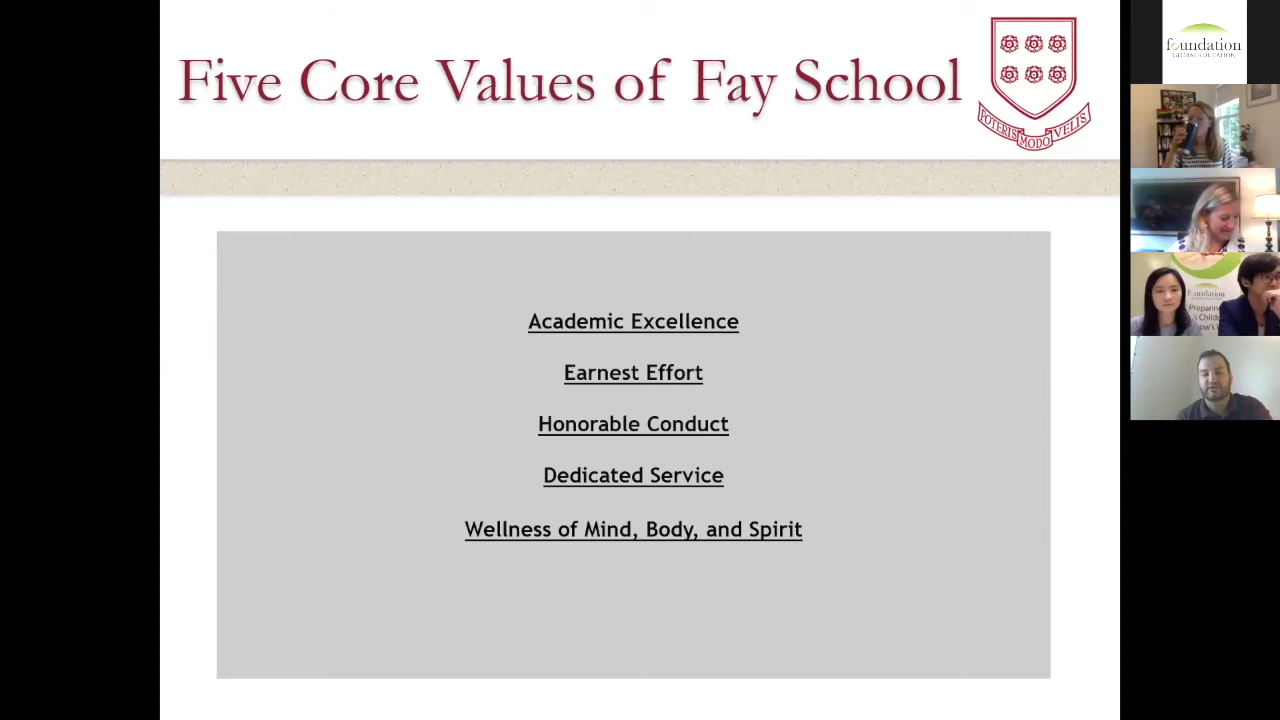 Five Core Values of Fay School
POTERIS MODO VELIS
Academic Excellence
Earnest Effort
Honorable Conduct
Dedicated Service
Wellness of Mind, Body, and Spirit
foundation
GLOBAL EDUCATION
foundation
Preparing
Child
ow's